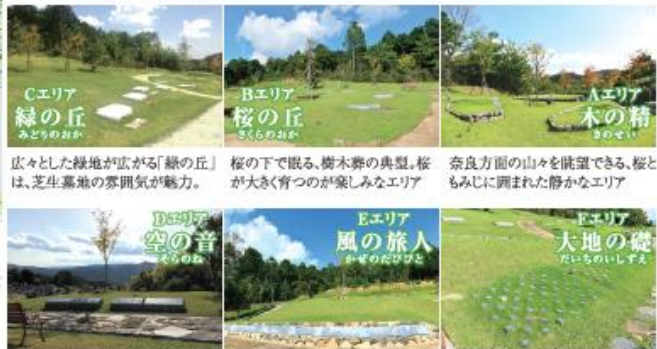 Cエリア
緑の丘
みどりのおか
Bエリア
桜の丘
さくらのおか
Aエリア
木の精
きのせい
広々とした緑地が広がる「緑の丘」
は、芝生墓地の雰囲気が魅力。
桜の下で眠る、樹木葬の典型。桜
が大きく育つのが楽しみなエリア
奈良方面の山々を眺望できる、桜と
もみじに囲まれた静かなエリア
Dエリア
空の音
そらのね
Eエリア
風の旅人
かぜのたびびと
Fエリア
大地の礎
だいちのいしずえ